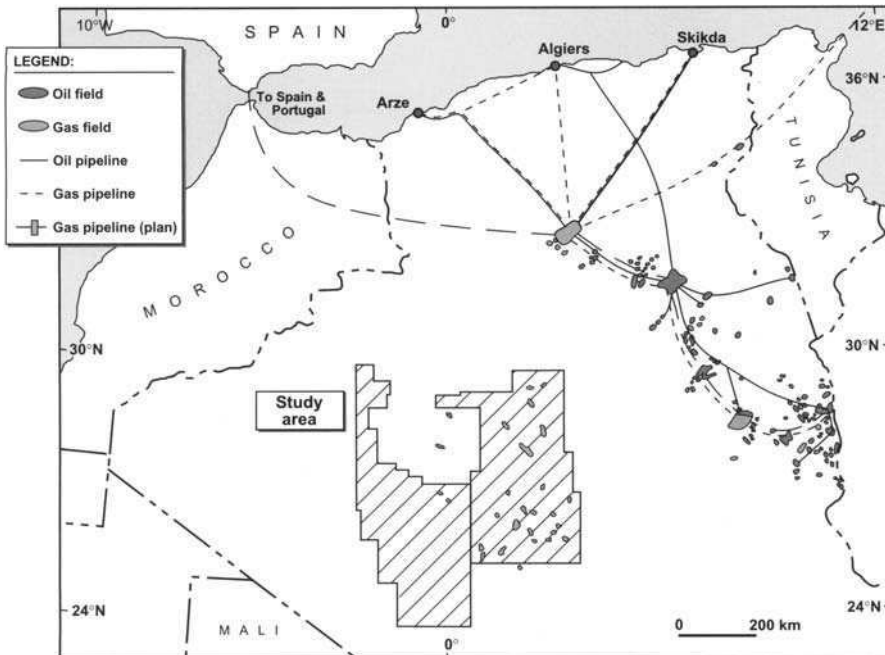 10°W
0°
12°E
SPAIN
LEGEND:
Oil field
Gas field
Oil pipeline
Gas pipeline
Gas pipeline (plan)
Algiers
Skikda
36°N
To Spain &
Portugal
Arze
TUNISIA
MOROCCO
30°N
30°N
Study
area
24°N
24°N
MALI
0°
0
200 km